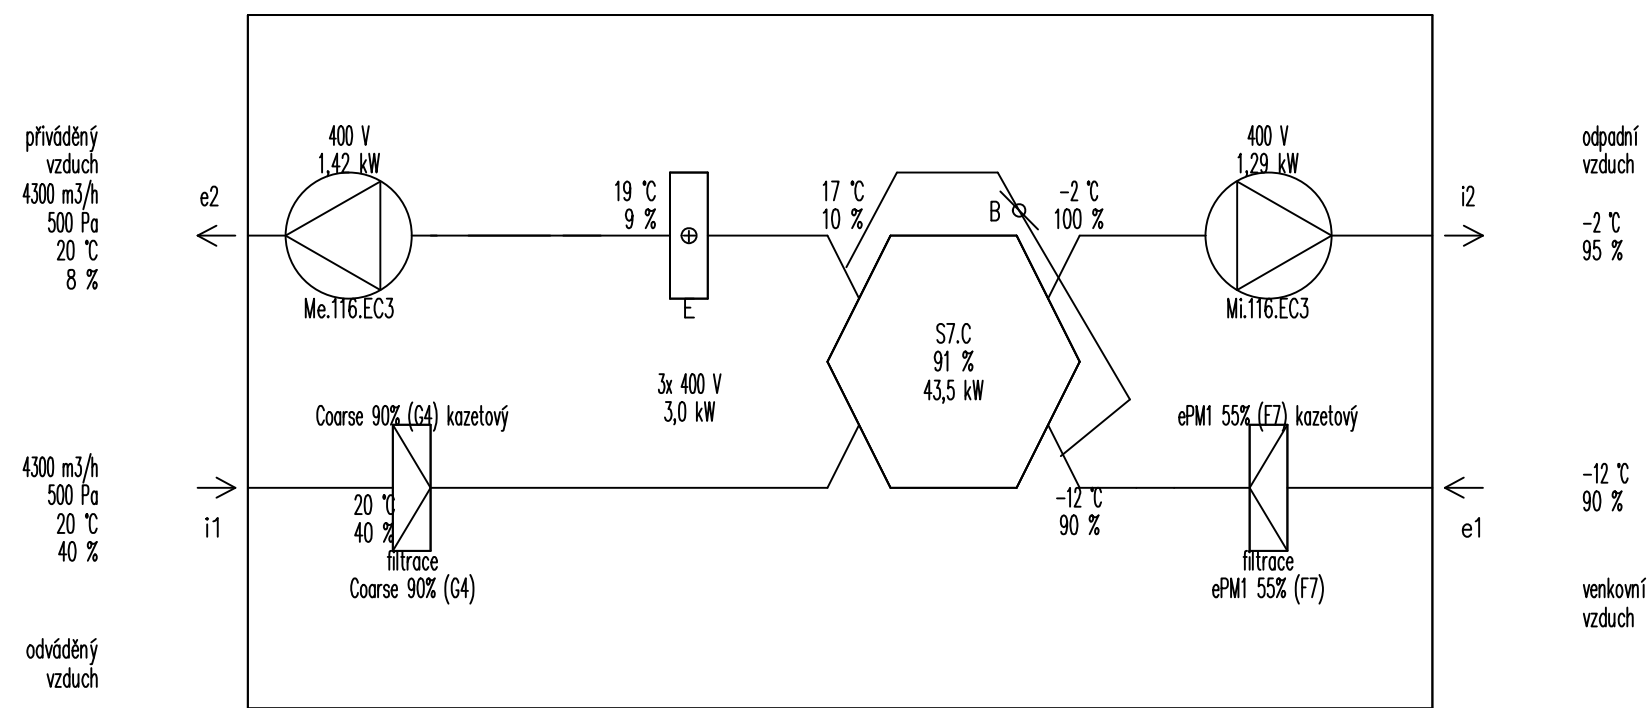 přiváděný
vzduch
4300 m3/h
500 Pa
20 °C
8 %
e2
400 V
1,42 kW
Me.116.EC3
19 °C
9 %
E
3x 400 V
3,0 kW
17 °C
10 %
B
-2 °C
100 %
400 V
1,29 kW
Mi.116.EC3
i2
odpadní
vzduch
-2 °C
95 %
S7.C
91 %
43,5 kW
4300 m3/h
500 Pa
20 °C
40 %
i1
odváděný
vzduch
Coarse 90% (G4) kazetový
20 °C
40 %
filtrace
Coarse 90% (G4)
-12 °C
90 %
ePM1 55% (F7) kazetový
filtrace
ePM1 55% (F7)
e1
-12 °C
90 %
venkovní
vzduch